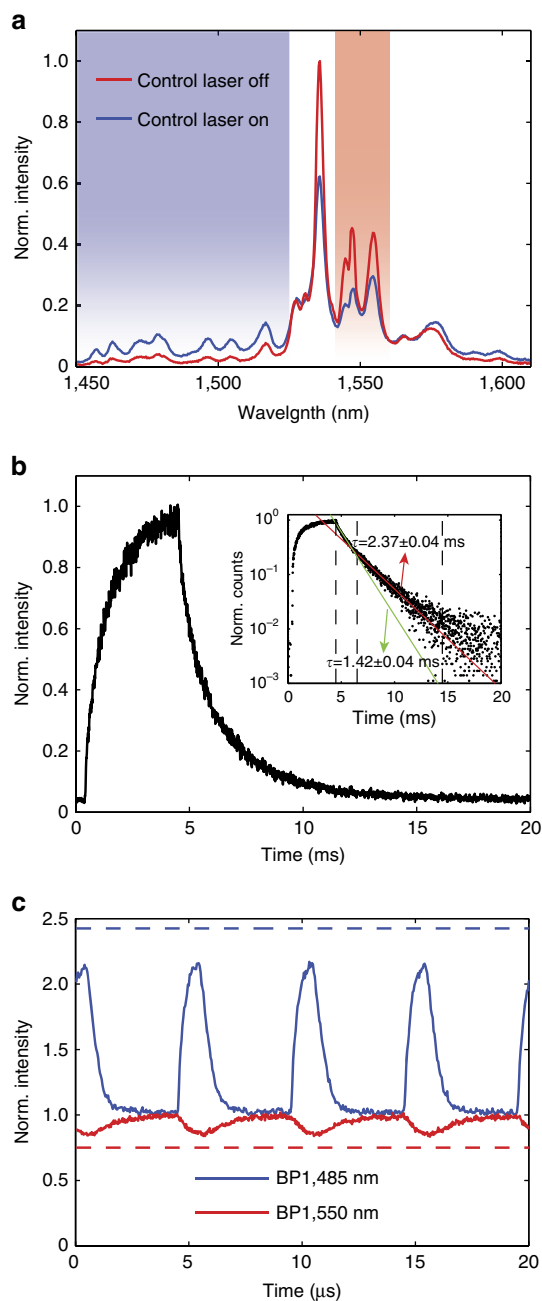 a
Norm. intensity
1.0
0.8
0.6
0.4
0.2
0
Control laser off
Control laser on
1,450
1,500
1,550
1,600
Wavelgnth (nm)
b
Norm. intensity
1.0
0.8
0.6
0.4
0.2
0
0
5
10
15
20
Time (ms)
Norm. counts
10⁰
10⁻¹
10⁻²
10⁻³
τ=2.37±0.04 ms
τ=1.42±0.04 ms
0
5
10
15
20
Time (ms)
c
Norm. intensity
2.5
2.0
1.5
1.0
0.5
0
BP1,485 nm
BP1,550 nm
0
5
10
15
20
Time (μs)